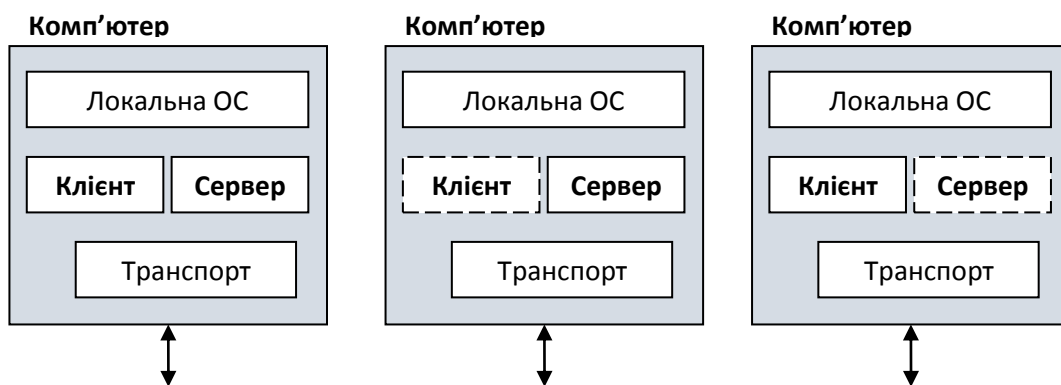 Комп’ютер Комп’ютер Комп’ютер
Локальна ОС Локальна ОС Локальна ОС
Клієнт Сервер Клієнт Сервер Клієнт Сервер
Транспорт Транспорт Транспорт